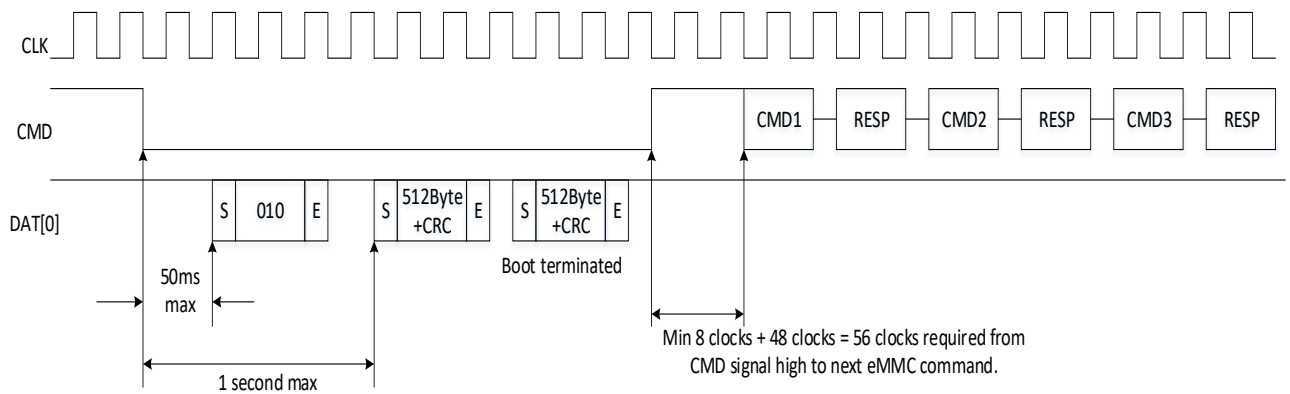 CLK
CMD
CMD1
RESP
CMD2
RESP
CMD3
RESP
DAT[0]
S
010
E
S
512Byte
+CRC
E
S
512Byte
+CRC
E
Boot terminated
50ms
max
Min 8 clocks + 48 clocks = 56 clocks required from
CMD signal high to next eMMC command.
1 second max